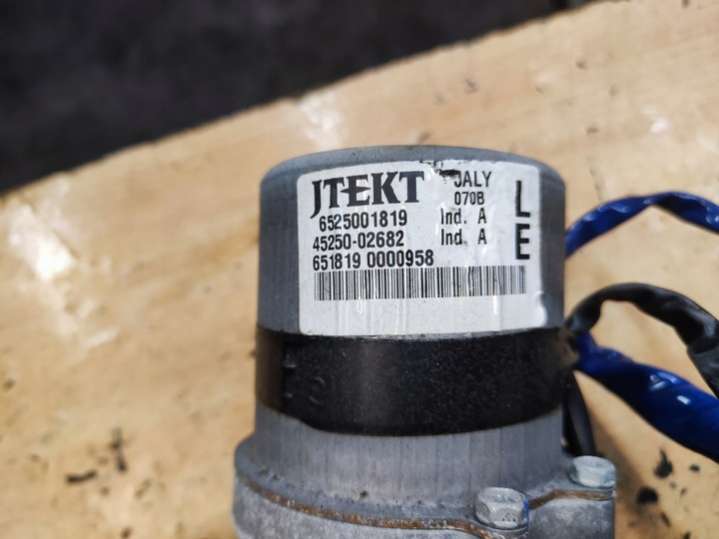 JTEKT JALY
070B
6525001819 Ind. A
45250-02682 Ind. A
651819 0000958
L
E